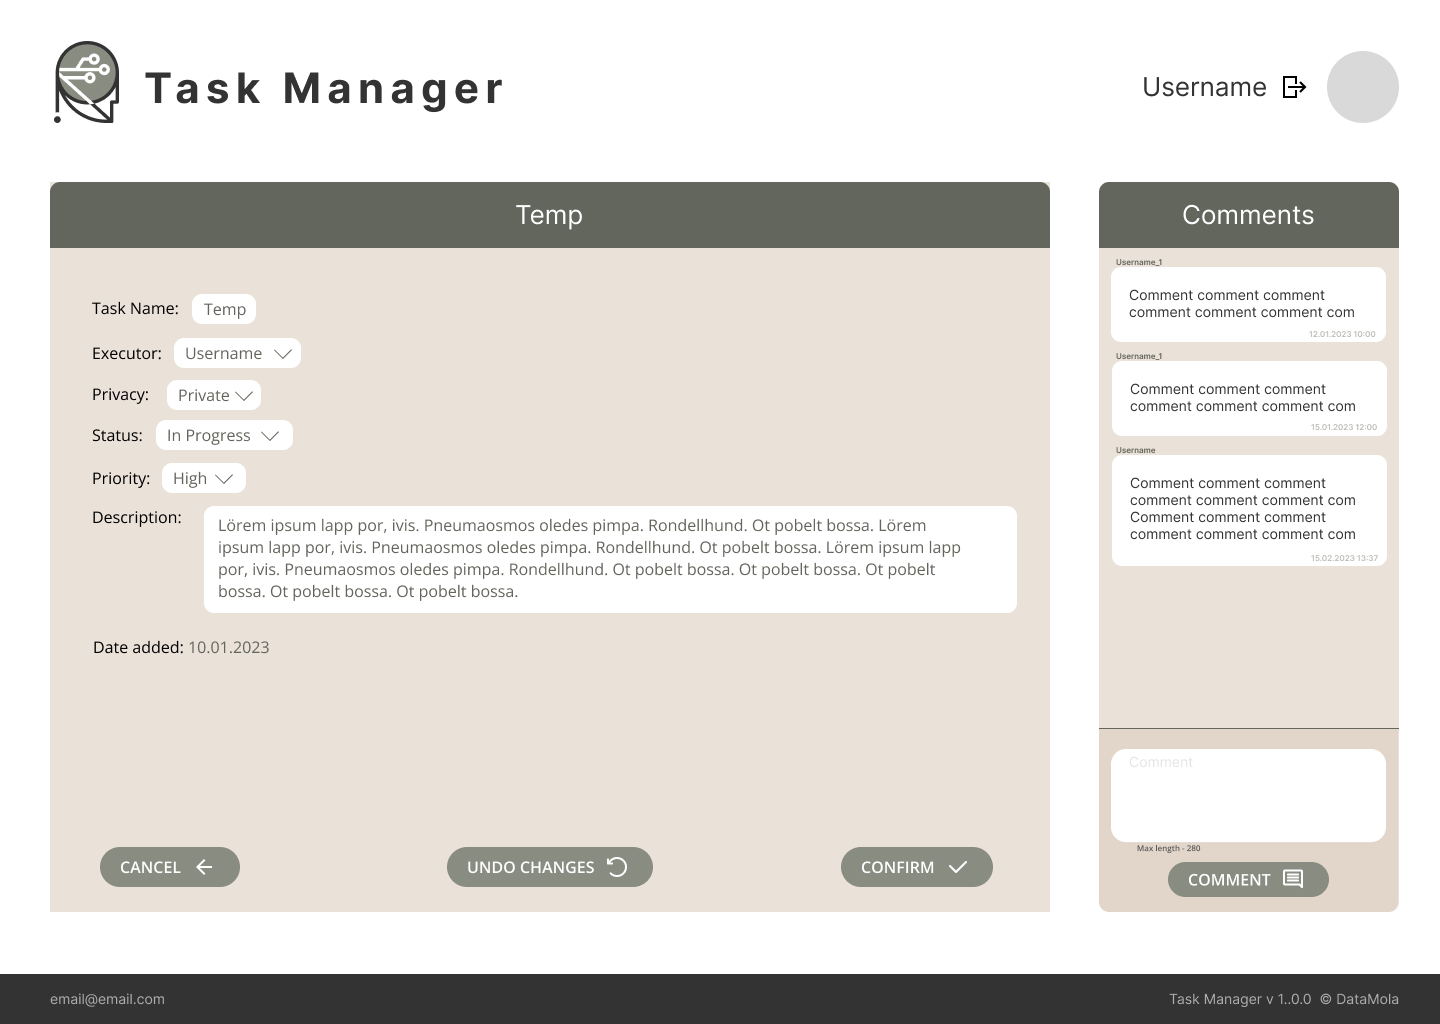 Task Manager
Username
Temp
Task Name: Temp
Executor: Username
Privacy: Private
Status: In Progress
Priority: High
Description: Lörem ipsum lapp por, ivis. Pneumaosmos oledes pimpa. Rondellhund. Ot pobelt bossa. Lörem
ipsum lapp por, ivis. Pneumaosmos oledes pimpa. Rondellhund. Ot pobelt bossa. Lörem ipsum lapp
por, ivis. Pneumaosmos oledes pimpa. Rondellhund. Ot pobelt bossa. Ot pobelt bossa. Ot pobelt
bossa. Ot pobelt bossa. Ot pobelt bossa.
Date added: 10.01.2023
CANCEL
UNDO CHANGES
CONFIRM
Comments
Username_1
Comment comment comment
comment comment comment com
12.01.2023 10:00
Username_1
Comment comment comment
comment comment comment com
15.01.2023 12:00
Username
Comment comment comment
comment comment comment com
Comment comment comment
comment comment comment com
15.02.2023 13:37
Comment
Max length - 280
COMMENT
email@email.com
Task Manager v 1..0.0 © DataMola